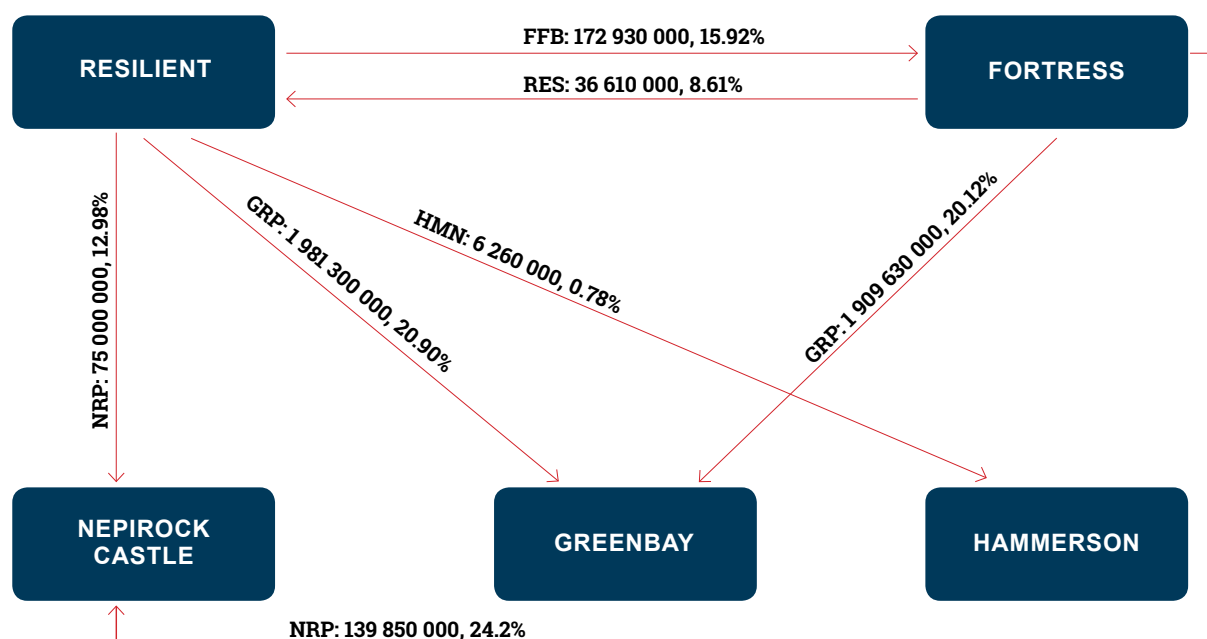 RESILIENT
FFB: 172 930 000, 15.92%
RES: 36 610 000, 8.61%
FORTRESS
NRP: 75 000 000, 12.98%
GRP: 1 981 300 000, 20.90%
HMN: 6 260 000, 0.78%
GRP: 1 909 630 000, 20.12%
NEPIROCK
CASTLE
GREENBAY
HAMMERSON
NRP: 139 850 000, 24.2%